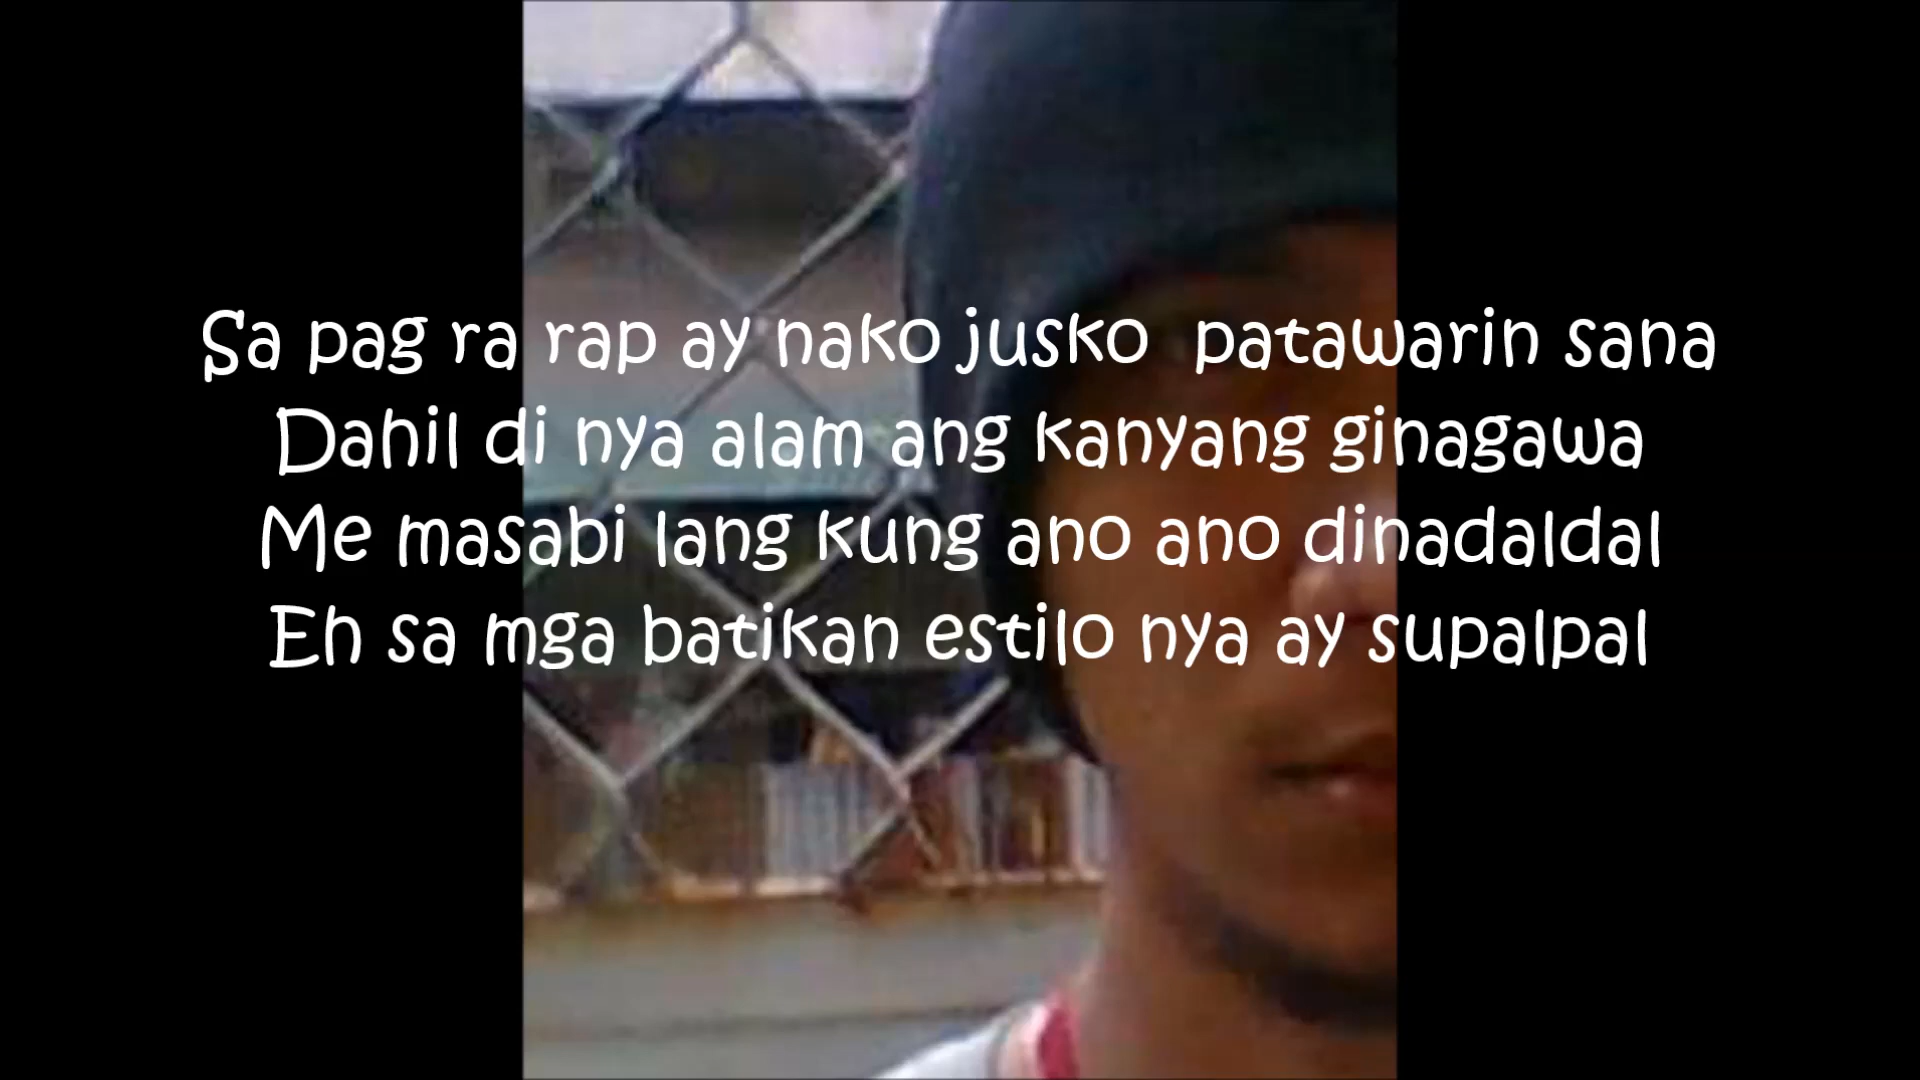 Sa pag ra rap ay nako jusko patawarin sana
Dahil di nya alam ang kanyang ginagawa
Me masabi lang kung ano ano dinadaldal
Eh sa mga batikan estilo nya ay supalpal